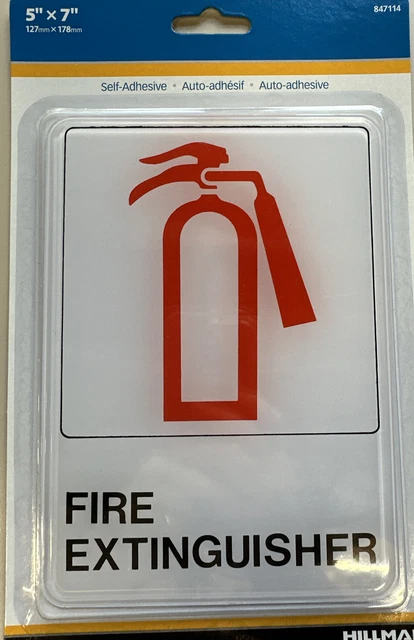 5" × 7"
127mm × 178mm
847114
Self-Adhesive • Auto-adhésif • Auto-adhesive
FIRE
EXTINGUISHER